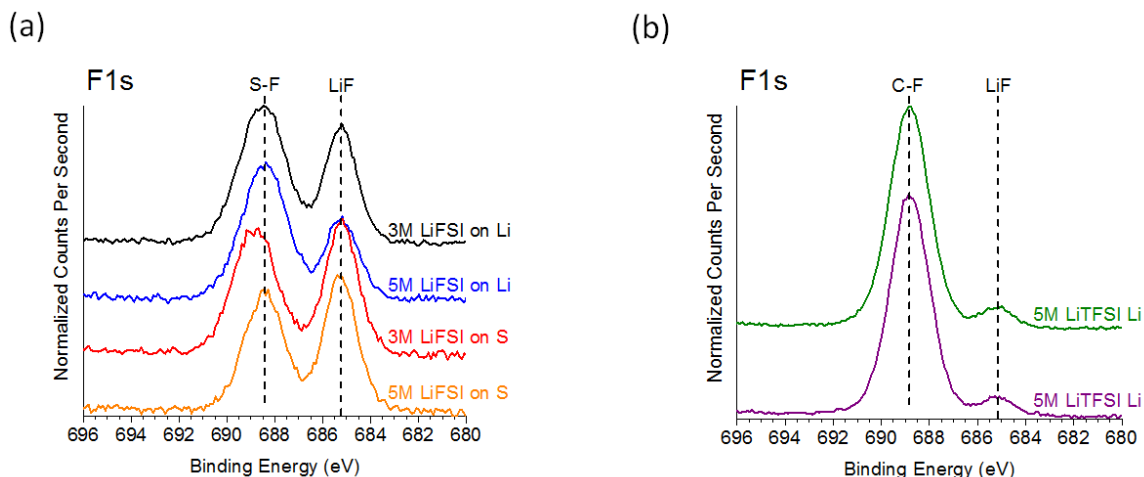 (a)
F1s
S-F
LiF
Normalized Counts Per Second
3M LiFSI on Li
5M LiFSI on Li
3M LiFSI on S
5M LiFSI on S
696 694 692 690 688 686 684 682 680
Binding Energy (eV)
(b)
F1s
C-F
LiF
Normalized Counts Per Second
5M LiTFSI Li
5M LiTFSI Li
696 694 692 690 688 686 684 682 680
Binding Energy (eV)